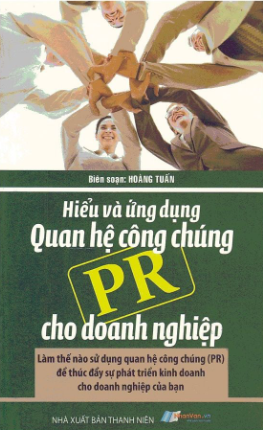 Biên soạn: HOÀNG TUẤN
Hiểu và ứng dụng
Quan hệ công chúng
PR
cho doanh nghiệp
Làm thế nào sử dụng quan hệ công chúng (PR)
để thúc đẩy sự phát triển kinh doanh
cho doanh nghiệp của bạn
NHÀ XUẤT BẢN THANH NIÊN